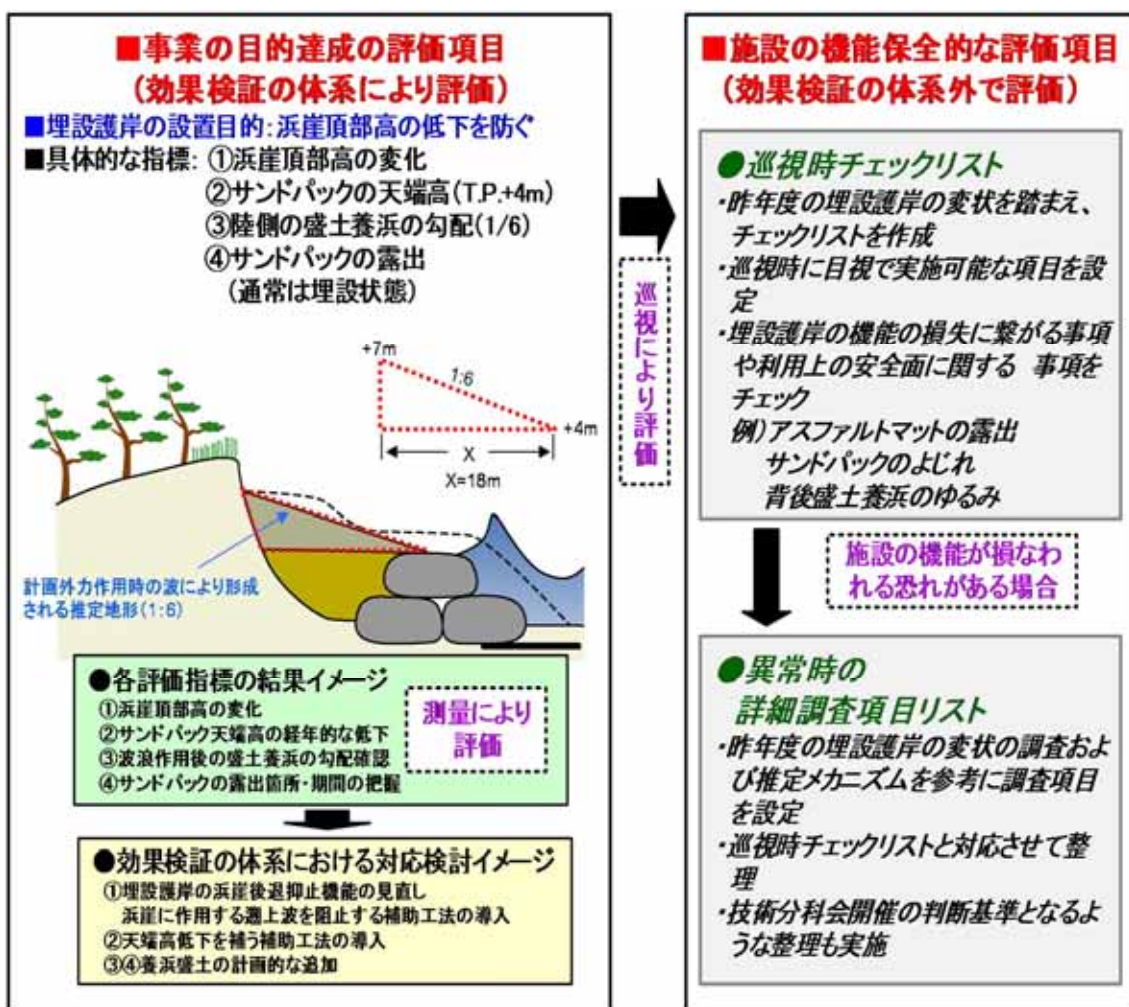 ■事業の目的達成の評価項目
(効果検証の体系により評価)
■埋設護岸の設置目的:浜崖頂部高の低下を防ぐ
■具体的な指標: ①浜崖頂部高の変化
②サンドパックの天端高(T.P.+4m)
③陸側の盛土養浜の勾配(1/6)
④サンドパックの露出
(通常は埋設状態)
+7m
1:6
+4m
X
X=18m
計画外力作用時の波により形成
される推定地形(1:6)
●各評価指標の結果イメージ
①浜崖頂部高の変化
②サンドパック天端高の経年的な低下
③波浪作用後の盛土養浜の勾配確認
④サンドパックの露出箇所・期間の把握
測量により
評価
●効果検証の体系における対応検討イメージ
①埋設護岸の浜崖後退抑止機能の見直し
浜崖に作用する遡上波を阻止する補助工法の導入
②天端高低下を補う補助工法の導入
③④養浜盛土の計画的な追加
巡視により評価
■施設の機能保全的な評価項目
(効果検証の体系外で評価)
●巡視時チェックリスト
・昨年度の埋設護岸の変状を踏まえ、
チェックリストを作成
・巡視時に目視で実施可能な項目を設
定
・埋設護岸の機能の損失に繋がる事項
や利用上の安全面に関する 事項を
チェック
例)アスファルトマットの露出
サンドパックのよじれ
背後盛土養浜のゆるみ
施設の機能が損なわ
れる恐れがある場合
●異常時の
詳細調査項目リスト
・昨年度の埋設護岸の変状の調査およ
び推定メカニズムを参考に調査項目
を設定
・巡視時チェックリストと対応させて整
理
・技術分科会開催の判断基準となるよ
うな整理も実施